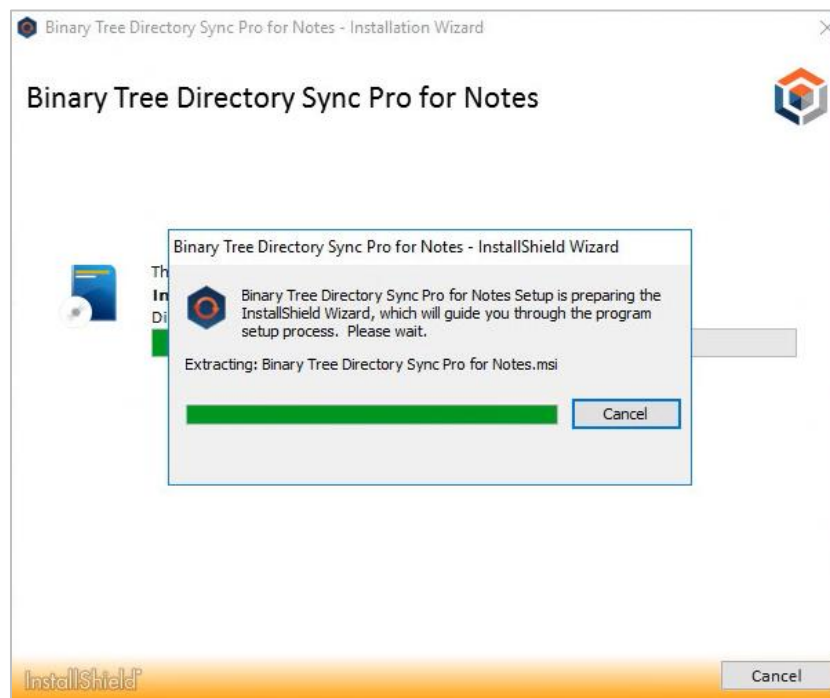 Binary Tree Directory Sync Pro for Notes - Installation Wizard
Binary Tree Directory Sync Pro for Notes
Binary Tree Directory Sync Pro for Notes - InstallShield Wizard
Binary Tree Directory Sync Pro for Notes Setup is preparing the
InstallShield Wizard, which will guide you through the program
setup process. Please wait.
Extracting: Binary Tree Directory Sync Pro for Notes.msi
Cancel
InstallShield
Cancel